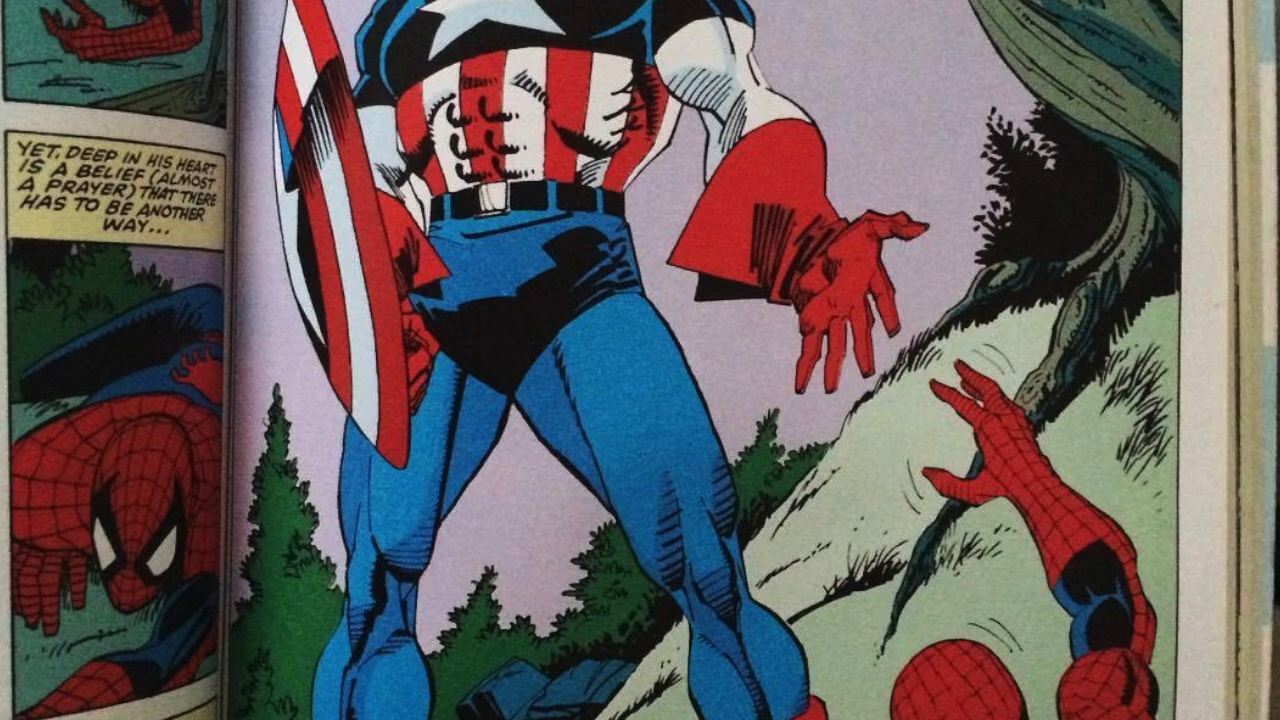 YET, DEEP IN HIS HEART
IS A BELIEF (ALMOST
A PRAYER) THAT THERE
HAS TO BE ANOTHER
WAY...